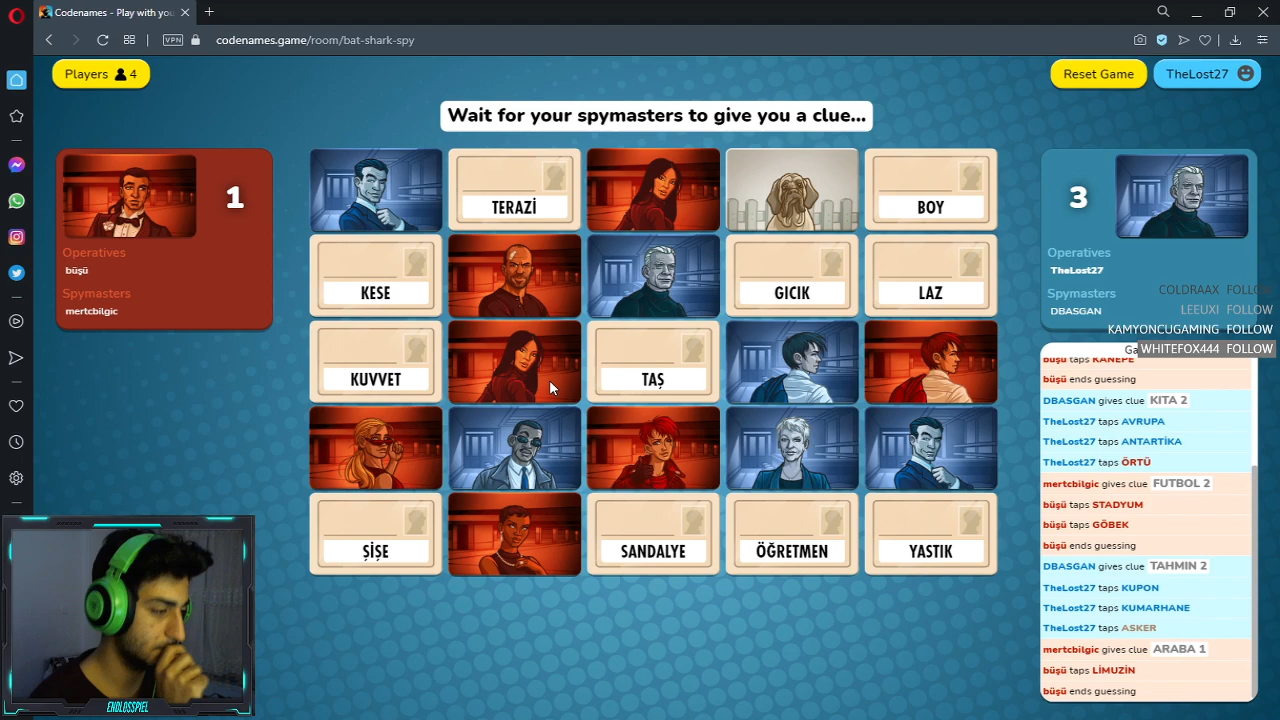 Codenames - Play with you
VPN
codenames.game/room/bat-shark-spy
Players 4
Reset Game
TheLost27
Wait for your spymasters to give you a clue...
1
Operatives
büşü
Spymasters
mertcbilgic
TERAZİ
BOY
KESE
GICIK
LAZ
KUVVET
TAŞ
ŞİŞE
SANDALYE
ÖĞRETMEN
YASTIK
3
Operatives
TheLost27
Spymasters
DBASGAN
COLDRAAX FOLLOW
LEEUXI FOLLOW
KAMYONCUGAMING FOLLOW
WHITEFOX444 FOLLOW
büşü taps KANEPE
büşü ends guessing
DBASGAN gives clue KITA 2
TheLost27 taps AVRUPA
TheLost27 taps ANTARTİKA
TheLost27 taps ÖRTÜ
mertcbilgic gives clue FUTBOL 2
büşü taps STADYUM
büşü taps GÖBEK
büşü ends guessing
DBASGAN gives clue TAHMIN 2
TheLost27 taps KUPON
TheLost27 taps KUMARHANE
TheLost27 taps ASKER
mertcbilgic gives clue ARABA 1
büşü taps LİMUZİN
büşü ends guessing
ENDLOSSPIEL